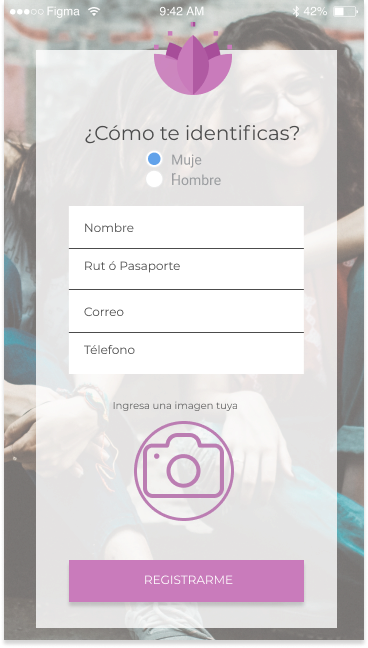 Figma 9:42 AM 42%
¿Cómo te identificas?
Muje
Hombre
Nombre
Rut ó Pasaporte
Correo
Télefono
Ingresa una imagen tuya
REGISTRARME